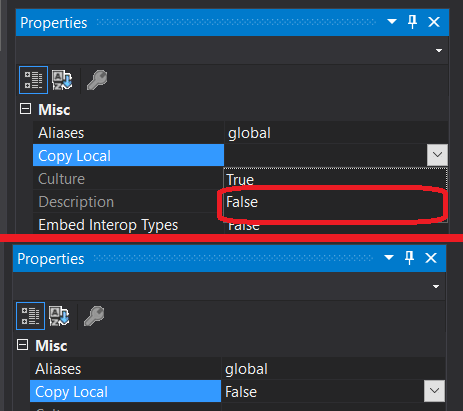 Properties
Misc
Aliases global
Copy Local
Culture True
Description False
Embed Interop Types False
Properties
Misc
Aliases global
Copy Local False